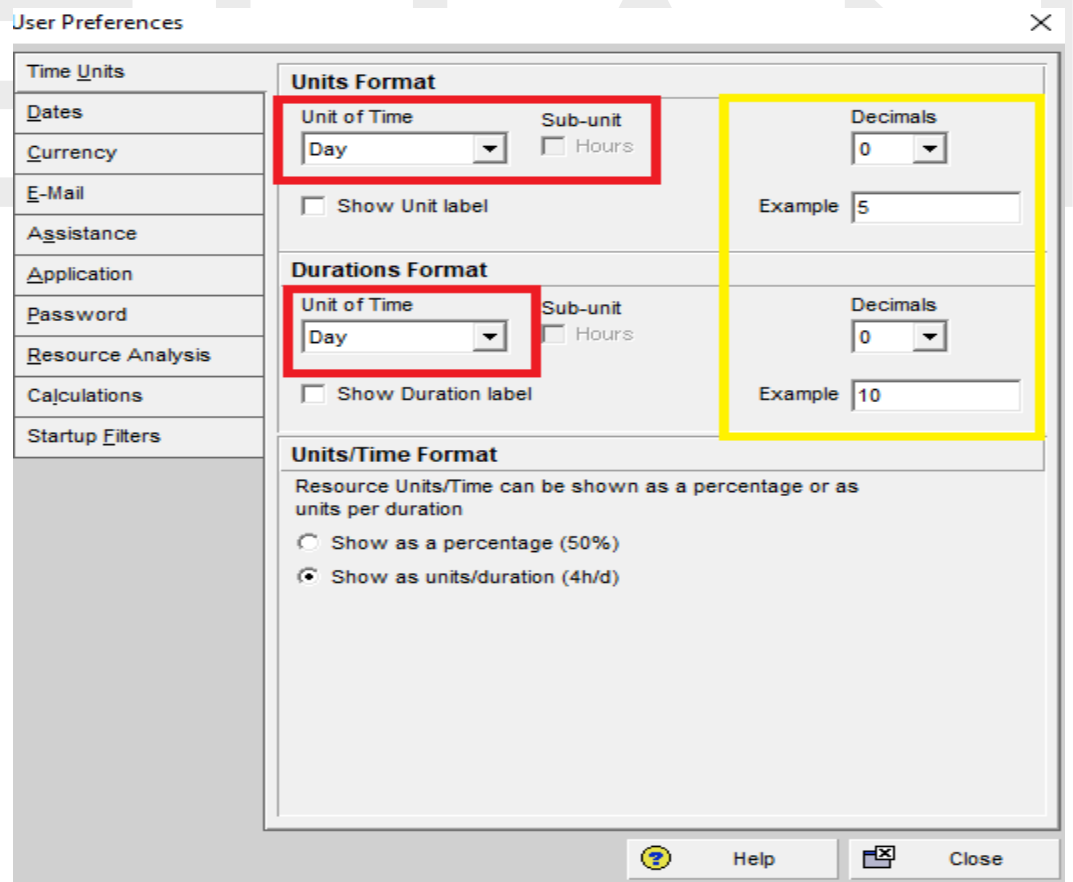 User Preferences
Time Units
Dates
Currency
E-Mail
Assistance
Application
Password
Resource Analysis
Calculations
Startup Filters
Units Format
Unit of Time Sub-unit Decimals
Day Hours 0
Show Unit label Example 5
Durations Format
Unit of Time Sub-unit Decimals
Day Hours 0
Show Duration label Example 10
Units/Time Format
Resource Units/Time can be shown as a percentage or as
units per duration
Show as a percentage (50%)
Show as units/duration (4h/d)
Help Close